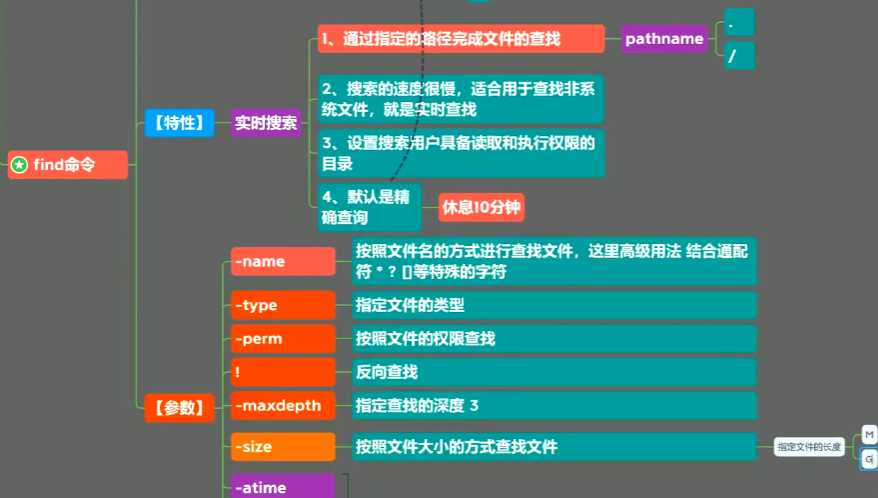 find命令
【特性】
实时搜索
1、通过指定的路径完成文件的查找
pathname
.
/
2、搜索的速度很慢，适合用于查找非系
统文件，就是实时查找
3、设置搜索用户具备读取和执行权限的
目录
4、默认是精
确查询
休息10分钟
【参数】
-name
按照文件名的方式进行查找文件，这里高级用法 结合通配
符 * ? []等特殊的字符
-type
指定文件的类型
-perm
按照文件的权限查找
!
反向查找
-maxdepth
指定查找的深度 3
-size
按照文件大小的方式查找文件
指定文件的长度
M
G
-atime